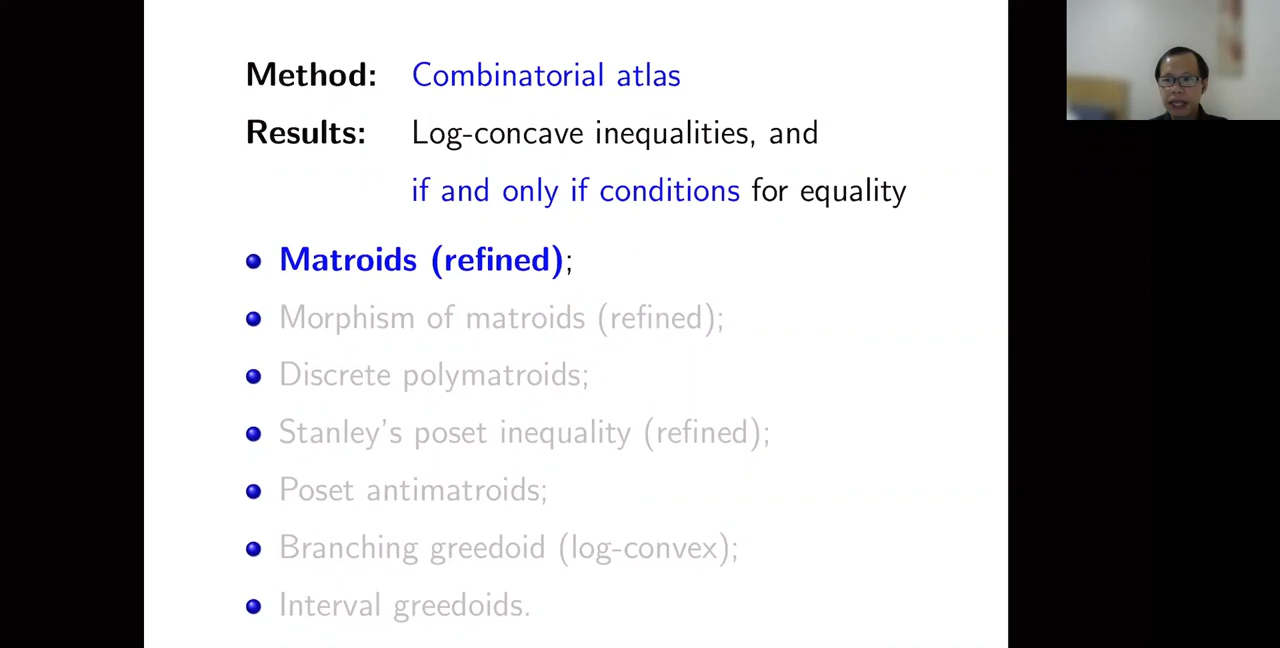 Method: Combinatorial atlas
Results: Log-concave inequalities, and
if and only if conditions for equality
Matroids (refined);
Morphism of matroids (refined);
Discrete polymatroids;
Stanley's poset inequality (refined);
Poset antimatroids;
Branching greedoid (log-convex);
Interval greedoids.